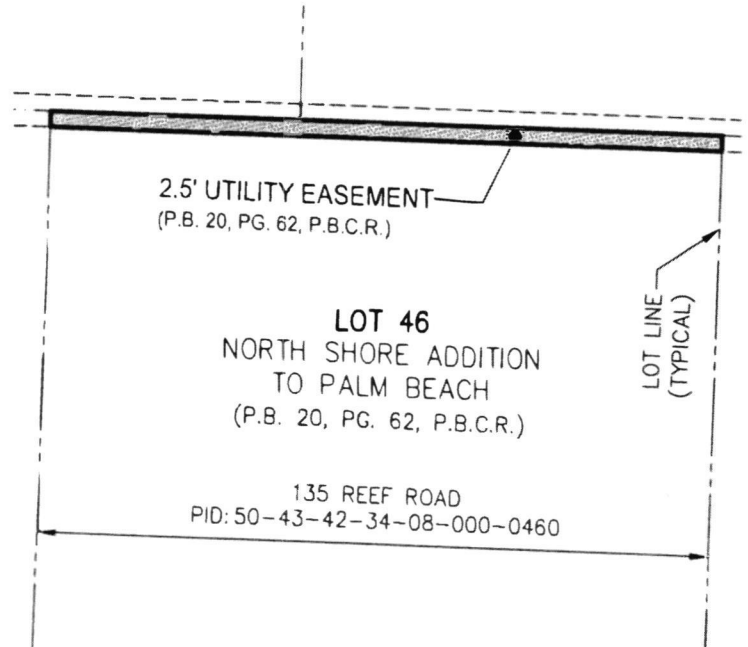 2.5' UTILITY EASEMENT
(P.B. 20, PG. 62, P.B.C.R.)
LOT 46
NORTH SHORE ADDITION
TO PALM BEACH
(P.B. 20, PG. 62, P.B.C.R.)
LOT LINE
(TYPICAL)
135 REEF ROAD
PID: 50-43-42-34-08-000-0460